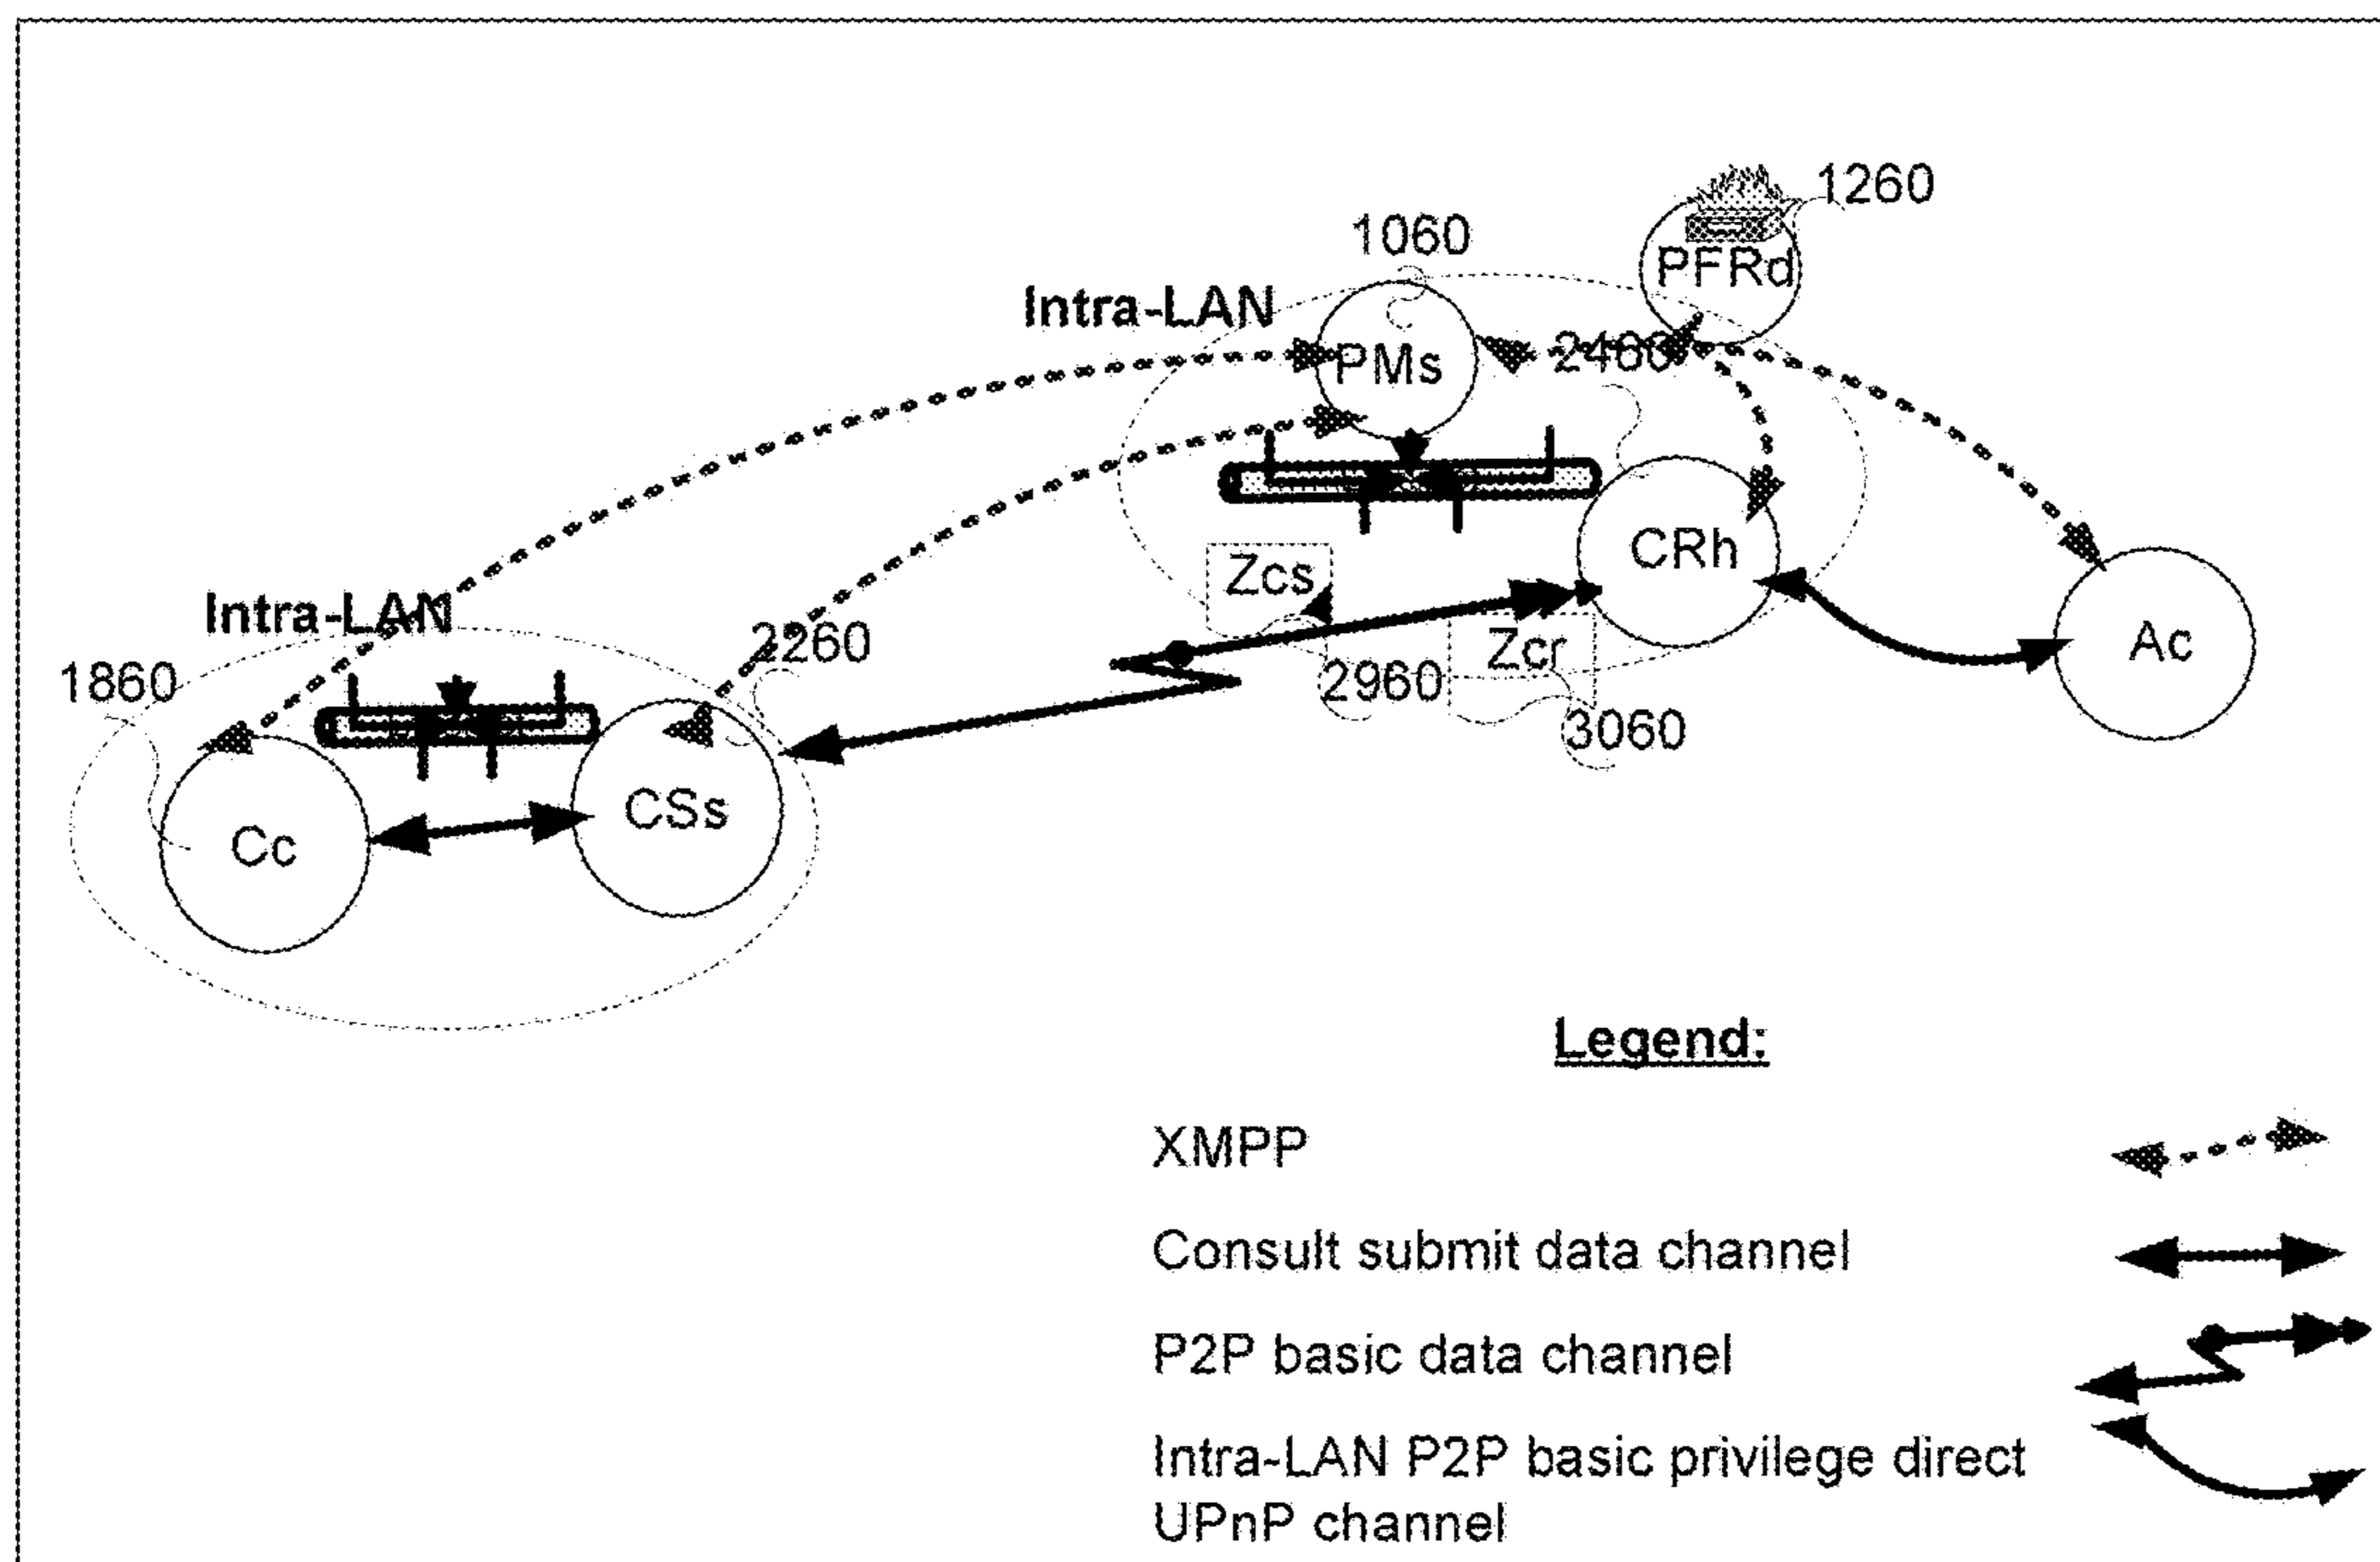 1260
1060
PFRd
Intra-LAN
PMs
2460
CRh
Zcs
Intra-LAN
2260
Zcr
Ac
1860
2960
3060
CSs
Cc
Legend:
XMPP
Consult submit data channel
P2P basic data channel
Intra-LAN P2P basic privilege direct
UPnP channel